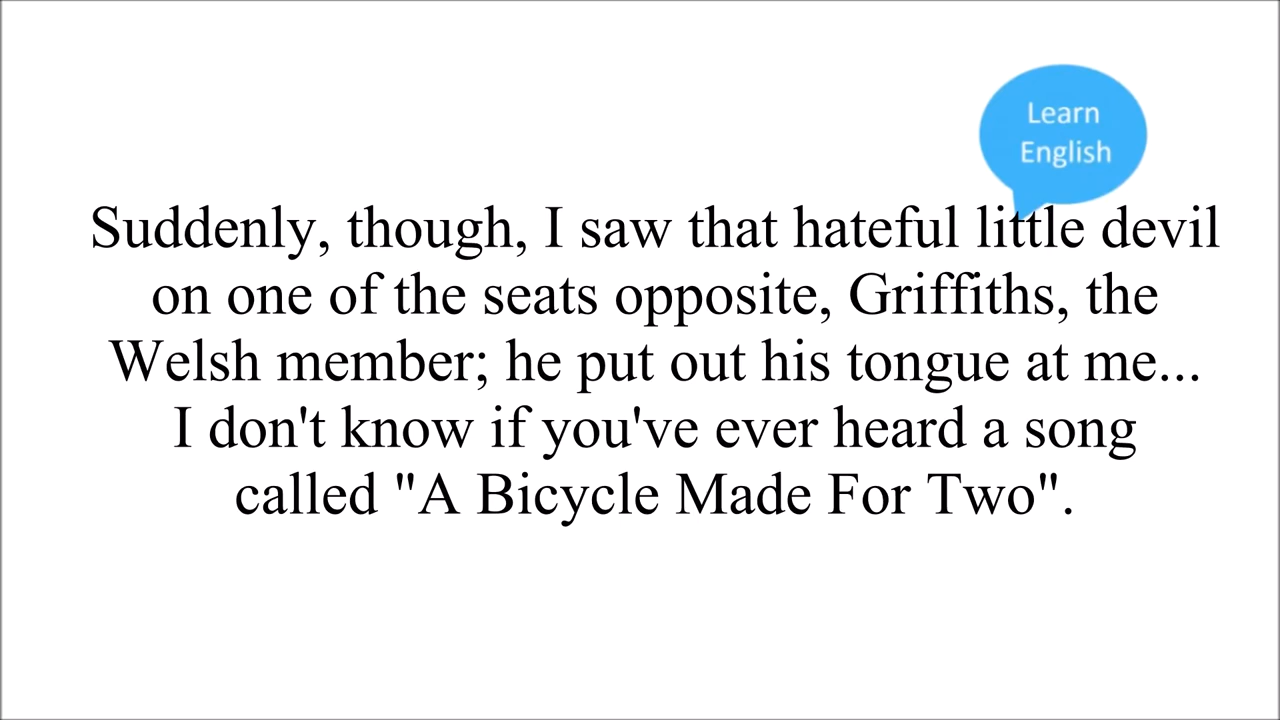 Learn
English
Suddenly, though, I saw that hateful little devil
on one of the seats opposite, Griffiths, the
Welsh member; he put out his tongue at me...
I don't know if you've ever heard a song
called "A Bicycle Made For Two".